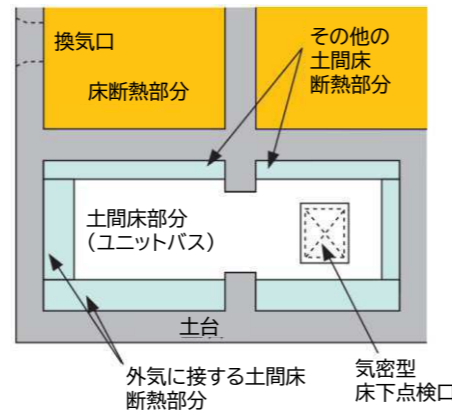 換気口
床断熱部分
その他の
土間床
断熱部分
土間床部分
(ユニットバス)
土台
外気に接する土間床
断熱部分
気密型
床下点検口